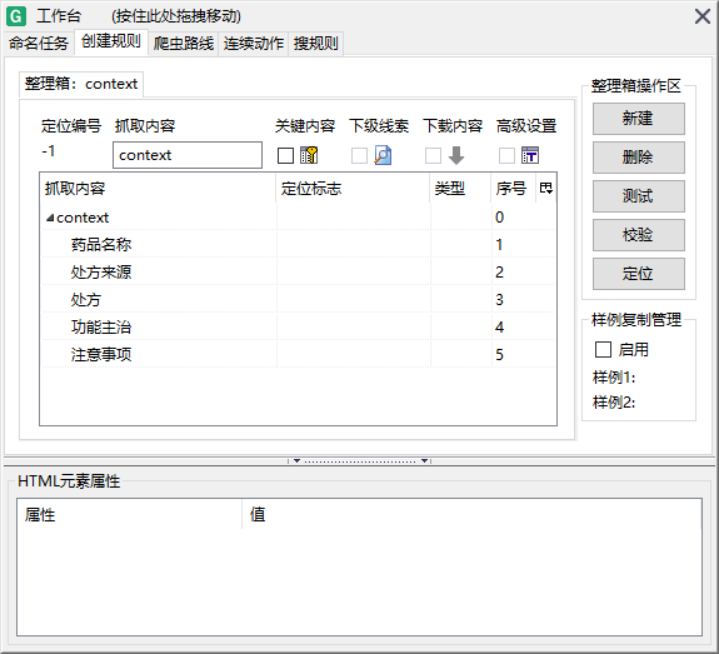 G 工作台 (按住此处拖拽移动)
命名任务 创建规则 爬虫路线 连续动作 搜规则
整理箱: context
定位编号 抓取内容 关键内容 下级线索 下载内容 高级设置
-1 context
抓取内容 定位标志 类型 序号
context 0
药品名称 1
处方来源 2
处方 3
功能主治 4
注意事项 5
整理箱操作区
新建
删除
测试
校验
定位
样例复制管理
启用
样例1:
样例2:
HTML元素属性
属性 值